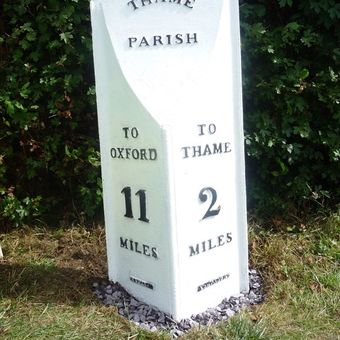 THAME
PARISH
TO
OXFORD
11
MILES
TO
THAME
2
MILES